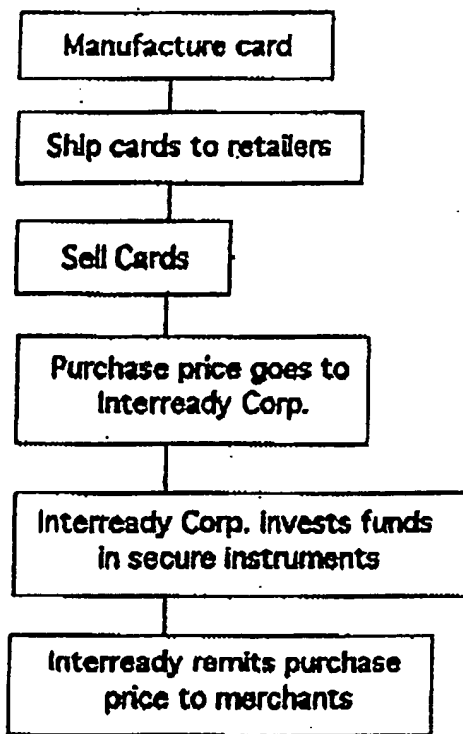 Manufacture card
Ship cards to retailers
Sell Cards
Purchase price goes to
Interready Corp.
Interready Corp. invests funds
in secure instruments
Interready remits purchase
price to merchants